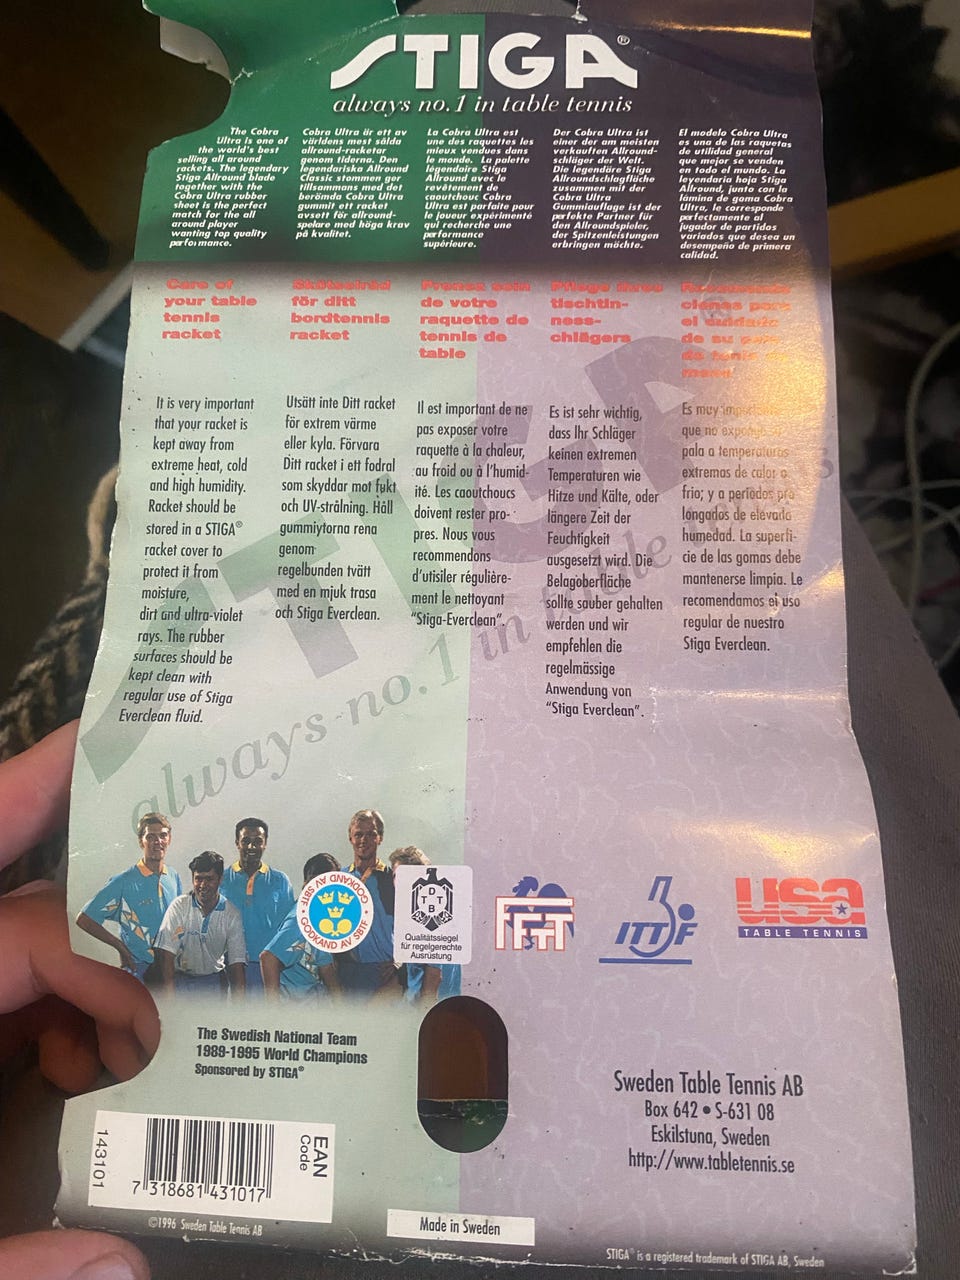 STIGA®
always no.1 in table tennis
The Cobra
Ultra is one of
the world's best
selling all around
rackets. The legendary
Stiga Allround blade
together with the
Cobra Ultra rubber
sheet is the perfect
match for the all
around player
wanting top quality
performance.
Cobra Ultra är ett av
världens mest sålda
allround-racketar
genom tiderna. Den
legendariska Allround
Classic stommen ger
tillsammans med det
berömda Cobra Ultra
gummit ett racket
avsett för allround-
spelare med höga krav
på kvalitet.
La Cobra Ultra est
une des raquettes les
mieux vendues dans
le monde. La palette
légendaire Stiga
Allround avec le
revêtement de
caoutchouc Cobra
Ultra est parfaite pour
le joueur expérimenté
qui recherche une
performance
supérieure.
Der Cobra Ultra ist
einer der am meisten
verkauften Allround-
schläger der Welt.
Die legendäre Stiga
Allroundschlagfläche
zusammen mit der
Cobra Ultra
Gummiauflage ist der
perfekte Partner für
den Allroundspieler,
der Spitzenleistungen
erbringen möchte.
El modelo Cobra Ultra
es una de las raquetas
de utilidad general
que mejor se venden
en todo el mundo. La
leyendaria hoja Stiga
Allround, junto con la
lámina de goma Cobra
Ultra, le corresponde
perfectamente al
jugador de partidos
variados que desea un
desempeño de primera
calidad.
Care of
your table
tennis
racket
Skötselråd
för ditt
bordtennis
racket
Prenez soin
de votre
raquette de
tennis de
table
Pflege Ihres
tischtin-
ness-
chlägers
Recomenda-
ciones para
el cuidado
de su
de tenis de
mesa
It is very important
that your racket is
kept away from
extreme heat, cold
and high humidity.
Racket should be
stored in a STIGA®
racket cover to
protect it from
moisture,
dirt and ultra-violet
rays. The rubber
surfaces should be
kept clean with
regular use of Stiga
Everclean fluid.
Utsätt inte Ditt racket
för extrem värme
eller kyla. Förvara
Ditt racket i ett fodral
som skyddar mot fukt
och UV-strålning. Håll
gummiytorna rena
genom
regelbunden tvätt
med en mjuk trasa
och Stiga Everclean.
Il est important de ne
pas exposer votre
raquette à la chaleur,
au froid ou à l'humid-
ité. Les caoutchoucs
doivent rester pro-
pres. Nous vous
recommendons
d'utisiler régulière-
ment le nettoyant
"Stiga-Everclean".
Es ist sehr wichtig,
dass Ihr Schläger
keinen extremen
Temperaturen wie
Hitze und Kälte, oder
längere Zeit der
Feuchtigkeit
ausgesetzt wird. Die
Belagoberfläche
sollte sauber gehalten
werden und wir
empfehlen die
regelmässige
Anwendung von
"Stiga Everclean".
Es muy importante
que no exponga su
pala a temperaturas
extremas de calor o
frio; y a periodos pro
longados de elevada
humedad. La superfi-
cie de las gomas debe
mantenerse limpia. Le
recomendamos el uso
regular de nuestro
Stiga Everclean.
STIGA®
always no.1 in table tennis
GODKÄND AV SBTF • GODKÄND AV SBTF •
DTTB
Qualitätssiegel
für regelgerechte
Ausrüstung
FFTT
ITTF
USA
TABLE TENNIS
The Swedish National Team
1989-1995 World Champions
Sponsored by STIGA®
Sweden Table Tennis AB
Box 642 • S-631 08
Eskilstuna, Sweden
http://www.tabletennis.se
143101
7 318681 431017
EAN
Code
©1996 Sweden Table Tennis AB
Made in Sweden
STIGA® is a registered trademark of STIGA AB, Sweden